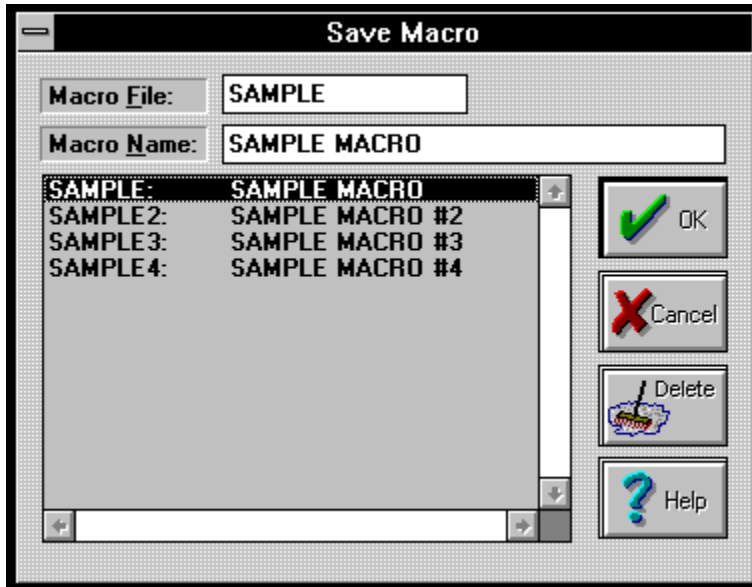 Save Macro
Macro File: SAMPLE
Macro Name: SAMPLE MACRO
SAMPLE: SAMPLE MACRO
SAMPLE2: SAMPLE MACRO #2
SAMPLE3: SAMPLE MACRO #3
SAMPLE4: SAMPLE MACRO #4
OK
Cancel
Delete
Help